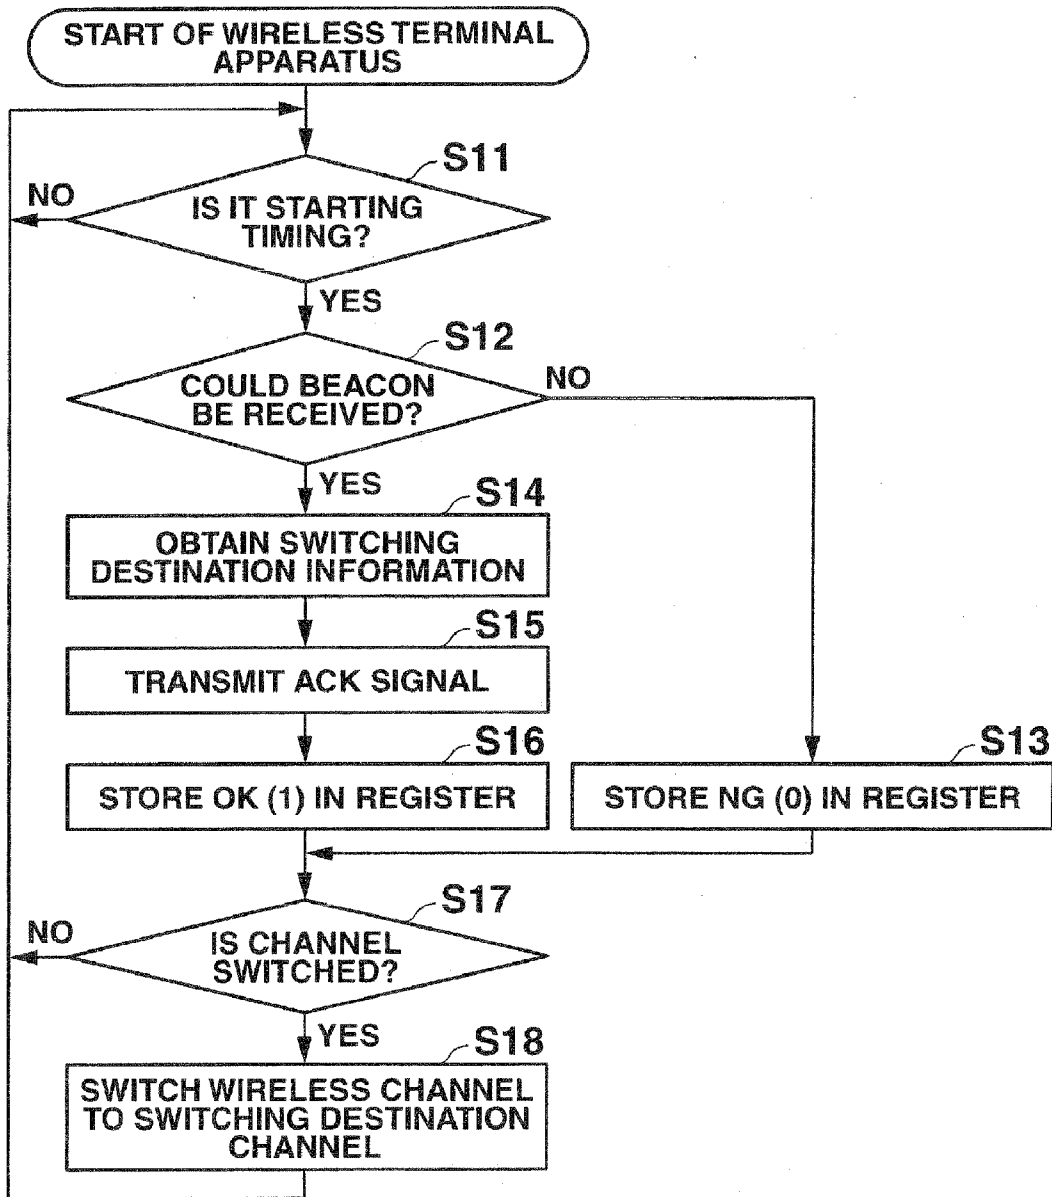 START OF WIRELESS TERMINAL
APPARATUS
S11
NO
IS IT STARTING
TIMING?
YES
S12
COULD BEACON
BE RECEIVED?
NO
YES
S14
OBTAIN SWITCHING
DESTINATION INFORMATION
S15
TRANSMIT ACK SIGNAL
S16
STORE OK (1) IN REGISTER
S13
STORE NG (0) IN REGISTER
S17
NO
IS CHANNEL
SWITCHED?
YES
S18
SWITCH WIRELESS CHANNEL
TO SWITCHING DESTINATION
CHANNEL